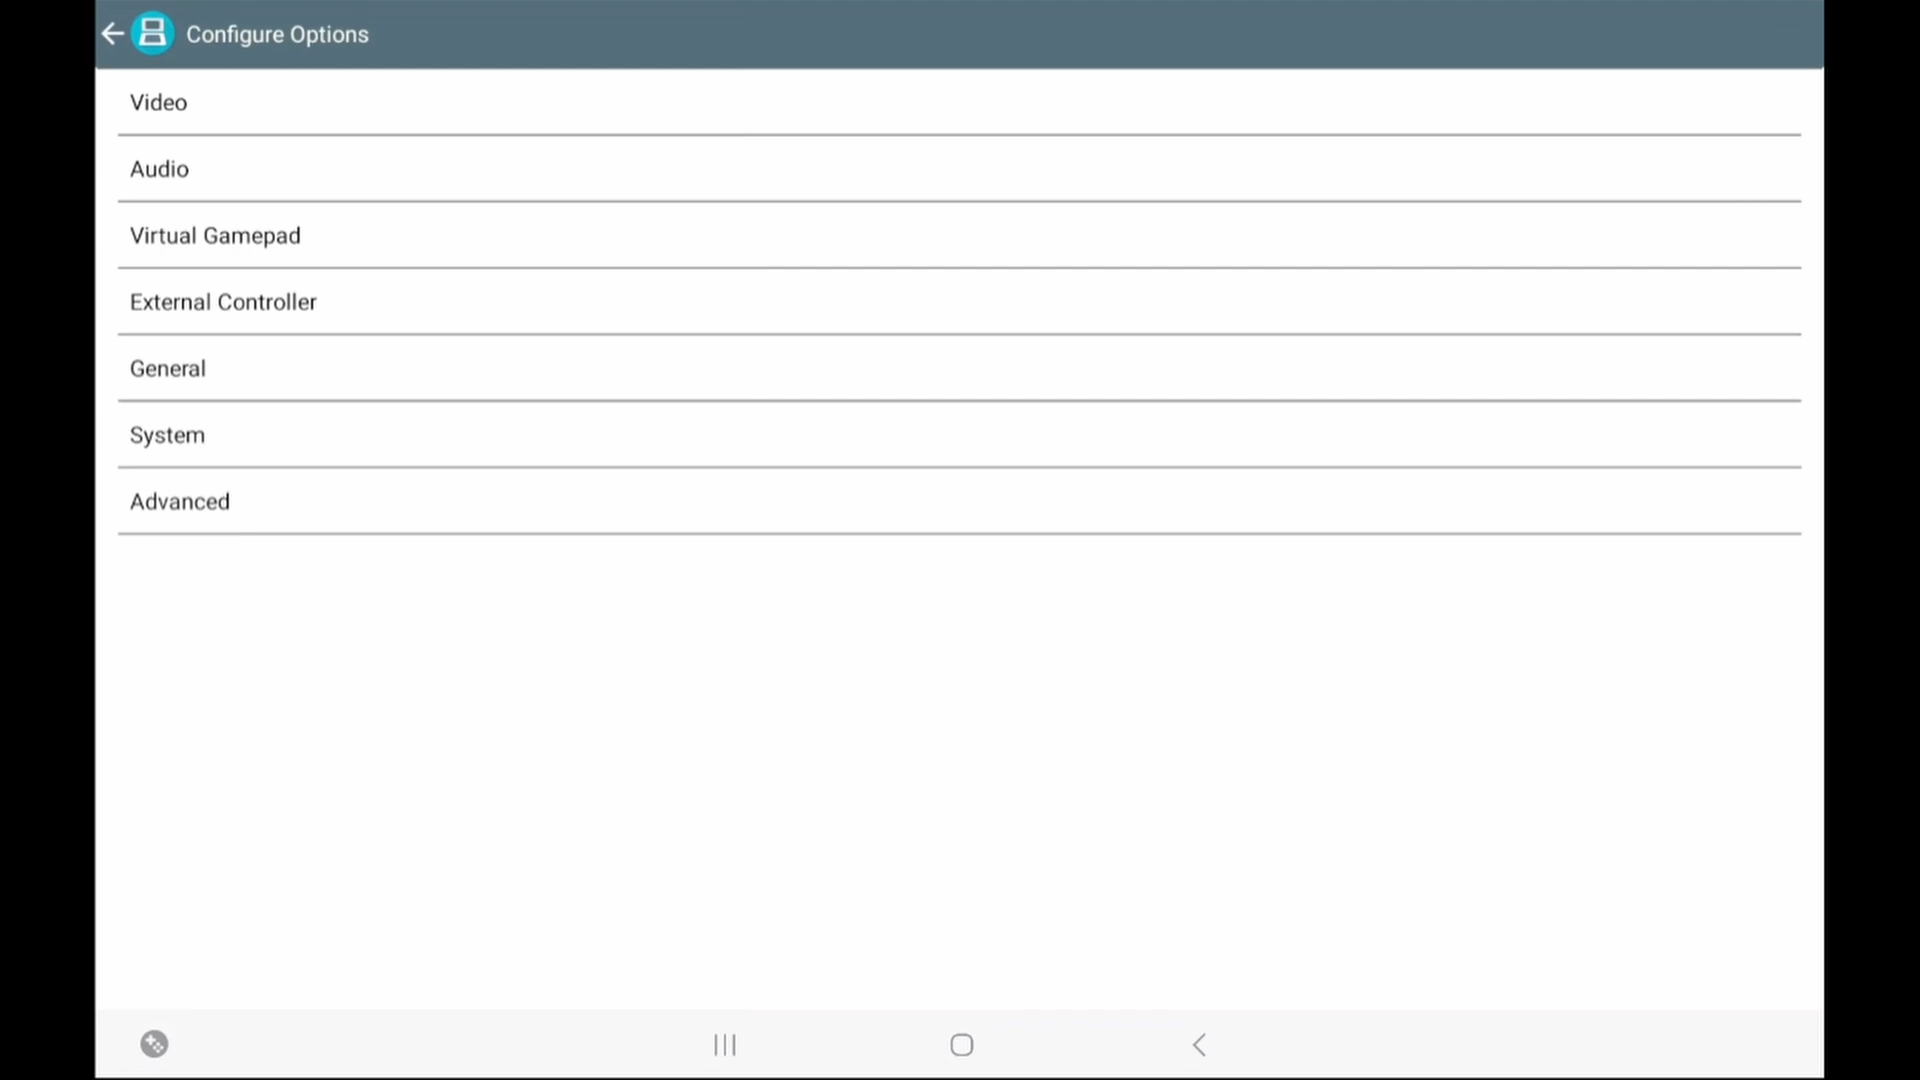 Configure Options
Video
Audio
Virtual Gamepad
External Controller
General
System
Advanced